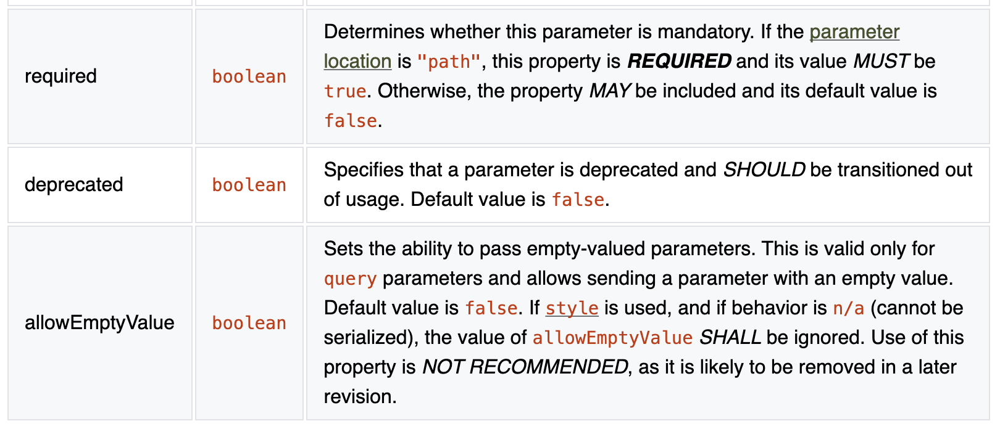 required
boolean
Determines whether this parameter is mandatory. If the parameter
location is "path", this property is REQUIRED and its value MUST be
true. Otherwise, the property MAY be included and its default value is
false.
deprecated
boolean
Specifies that a parameter is deprecated and SHOULD be transitioned out
of usage. Default value is false.
allowEmptyValue
boolean
Sets the ability to pass empty-valued parameters. This is valid only for
query parameters and allows sending a parameter with an empty value.
Default value is false. If style is used, and if behavior is n/a (cannot be
serialized), the value of allowEmptyValue SHALL be ignored. Use of this
property is NOT RECOMMENDED, as it is likely to be removed in a later
revision.